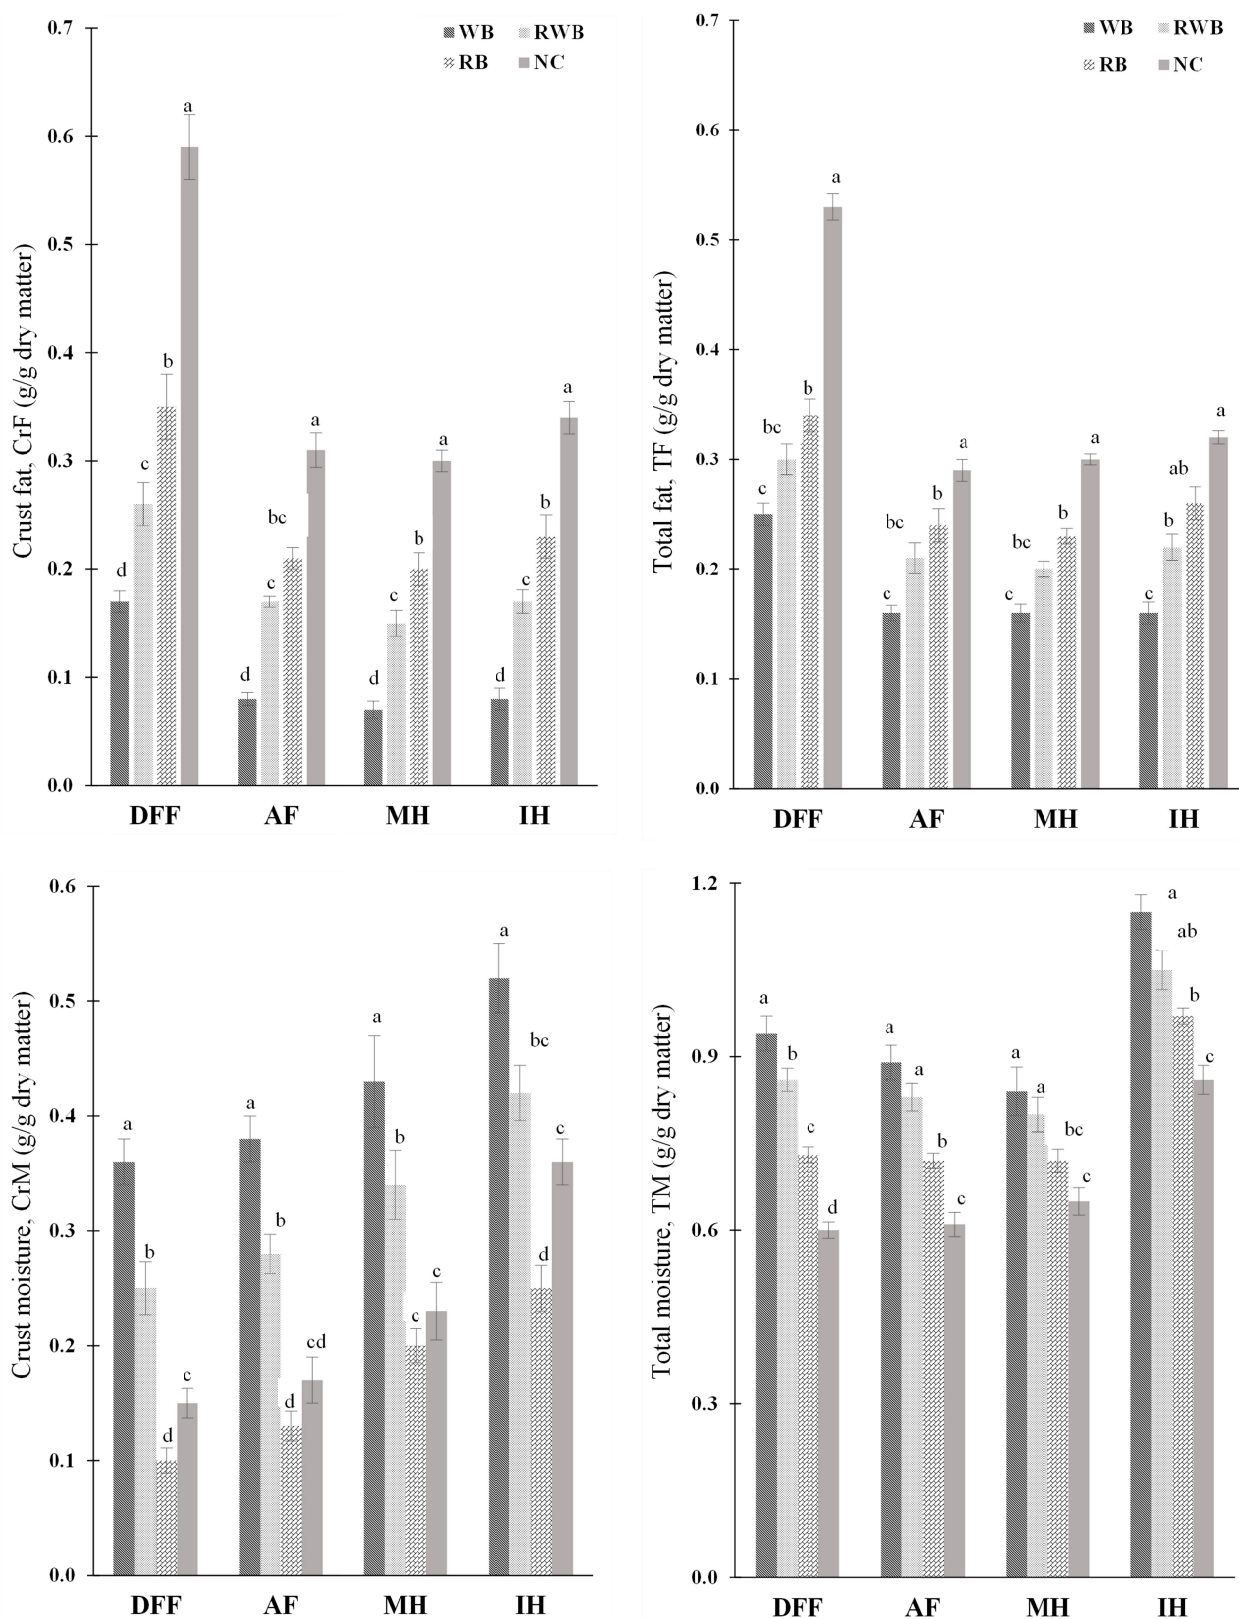 WB RWB
RB NC
Crust fat, CrF (g/g dry matter)
0.7
0.6
0.5
0.4
0.3
0.2
0.1
0.0
d c b a
d c bc a
d c b a
d c b a
DFF AF MH IH
WB RWB
RB NC
Total fat, TF (g/g dry matter)
0.7
0.6
0.5
0.4
0.3
0.2
0.1
0.0
c bc b a
c bc b a
c bc b a
c b ab a
DFF AF MH IH
Crust moisture, CrM (g/g dry matter)
0.6
0.5
0.4
0.3
0.2
0.1
0.0
a b d c
a b d cd
a b c c
a bc d c
DFF AF MH IH
Total moisture, TM (g/g dry matter)
1.2
0.9
0.6
0.3
0.0
a b c d
a a b c
a a bc c
a ab b c
DFF AF MH IH